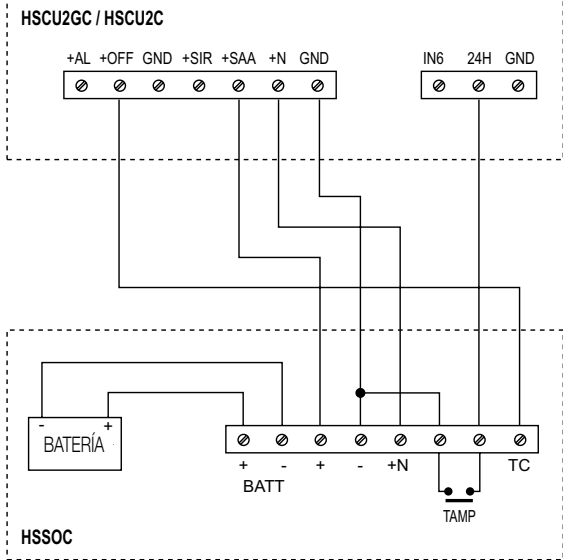 HSCU2GC / HSCU2C
+AL +OFF GND +SIR +SAA +N GND IN6 24H GND
- +
BATERÍA
+ - + - +N TC
BATT
TAMP
HSSOC